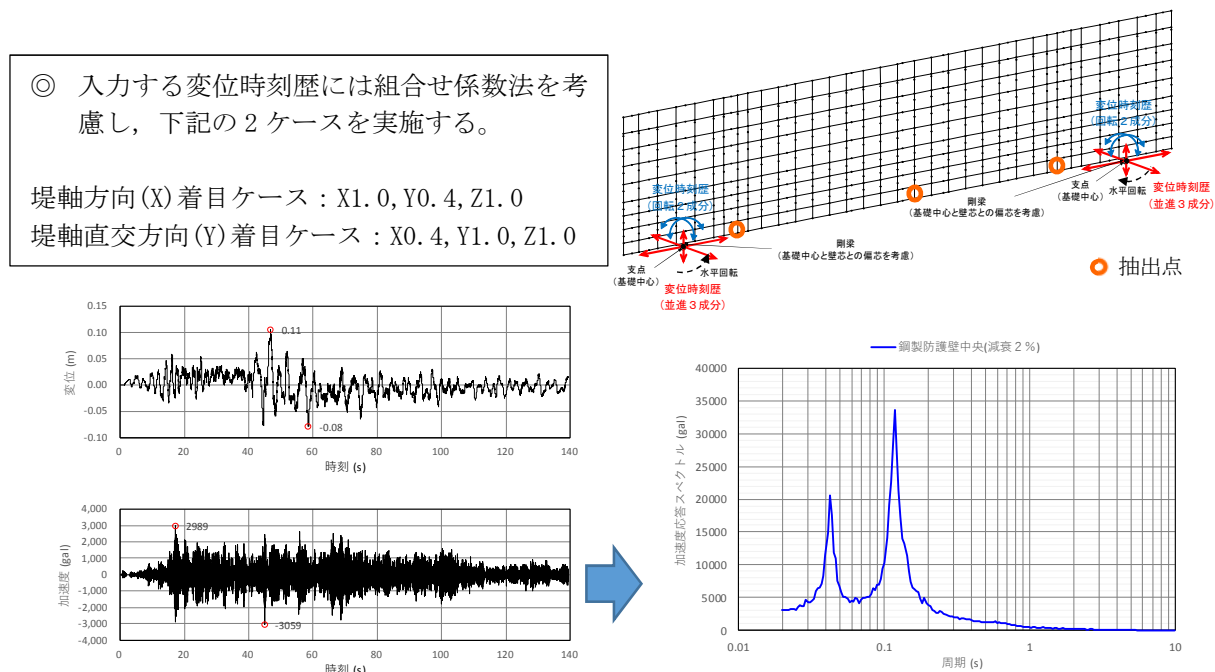 ◎ 入力する変位時刻歴には組合せ係数法を考
慮し，下記の２ケースを実施する。
堤軸方向(X)着目ケース：X1.0,Y0.4,Z1.0
堤軸直交方向(Y)着目ケース：X0.4,Y1.0,Z1.0
変位時刻歴
(回転２成分)
支点
(基礎中心)
水平回転
変位時刻歴
(並進３成分)
剛梁
(基礎中心と壁芯との偏芯を考慮)
変位時刻歴
(回転２成分)
剛梁
(基礎中心と壁芯との偏芯を考慮)
支点
(基礎中心)
水平回転
変位時刻歴
(並進３成分)
抽出点
変位 (m)
0.15
0.10
0.05
0.00
-0.05
-0.10
0.11
-0.08
0 20 40 60 80 100 120 140
時刻 (s)
加速度 (gal)
4,000
3,000
2,000
1,000
0
-1,000
-2,000
-3,000
-4,000
2989
-3059
0 20 40 60 80 100 120 140
時刻 (s)
鋼製防護壁中央(減衰２%)
加速度応答スペクトル (gal)
40000
35000
30000
25000
20000
15000
10000
5000
0
0.01 0.1 1 10
周期 (s)